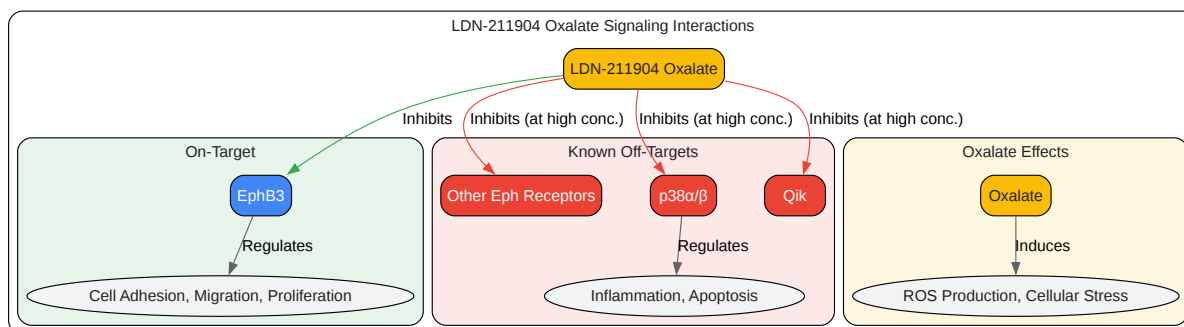 LDN-211904 Oxalate Signaling Interactions
LDN-211904 Oxalate
Inhibits
Inhibits (at high conc.)
Inhibits (at high conc.)
Inhibits (at high conc.)
On-Target
Known Off-Targets
Oxalate Effects
EphB3
Other Eph Receptors
p38α/β
Qik
Oxalate
Regulates
Regulates
Induces
Cell Adhesion, Migration, Proliferation
Inflammation, Apoptosis
ROS Production, Cellular Stress